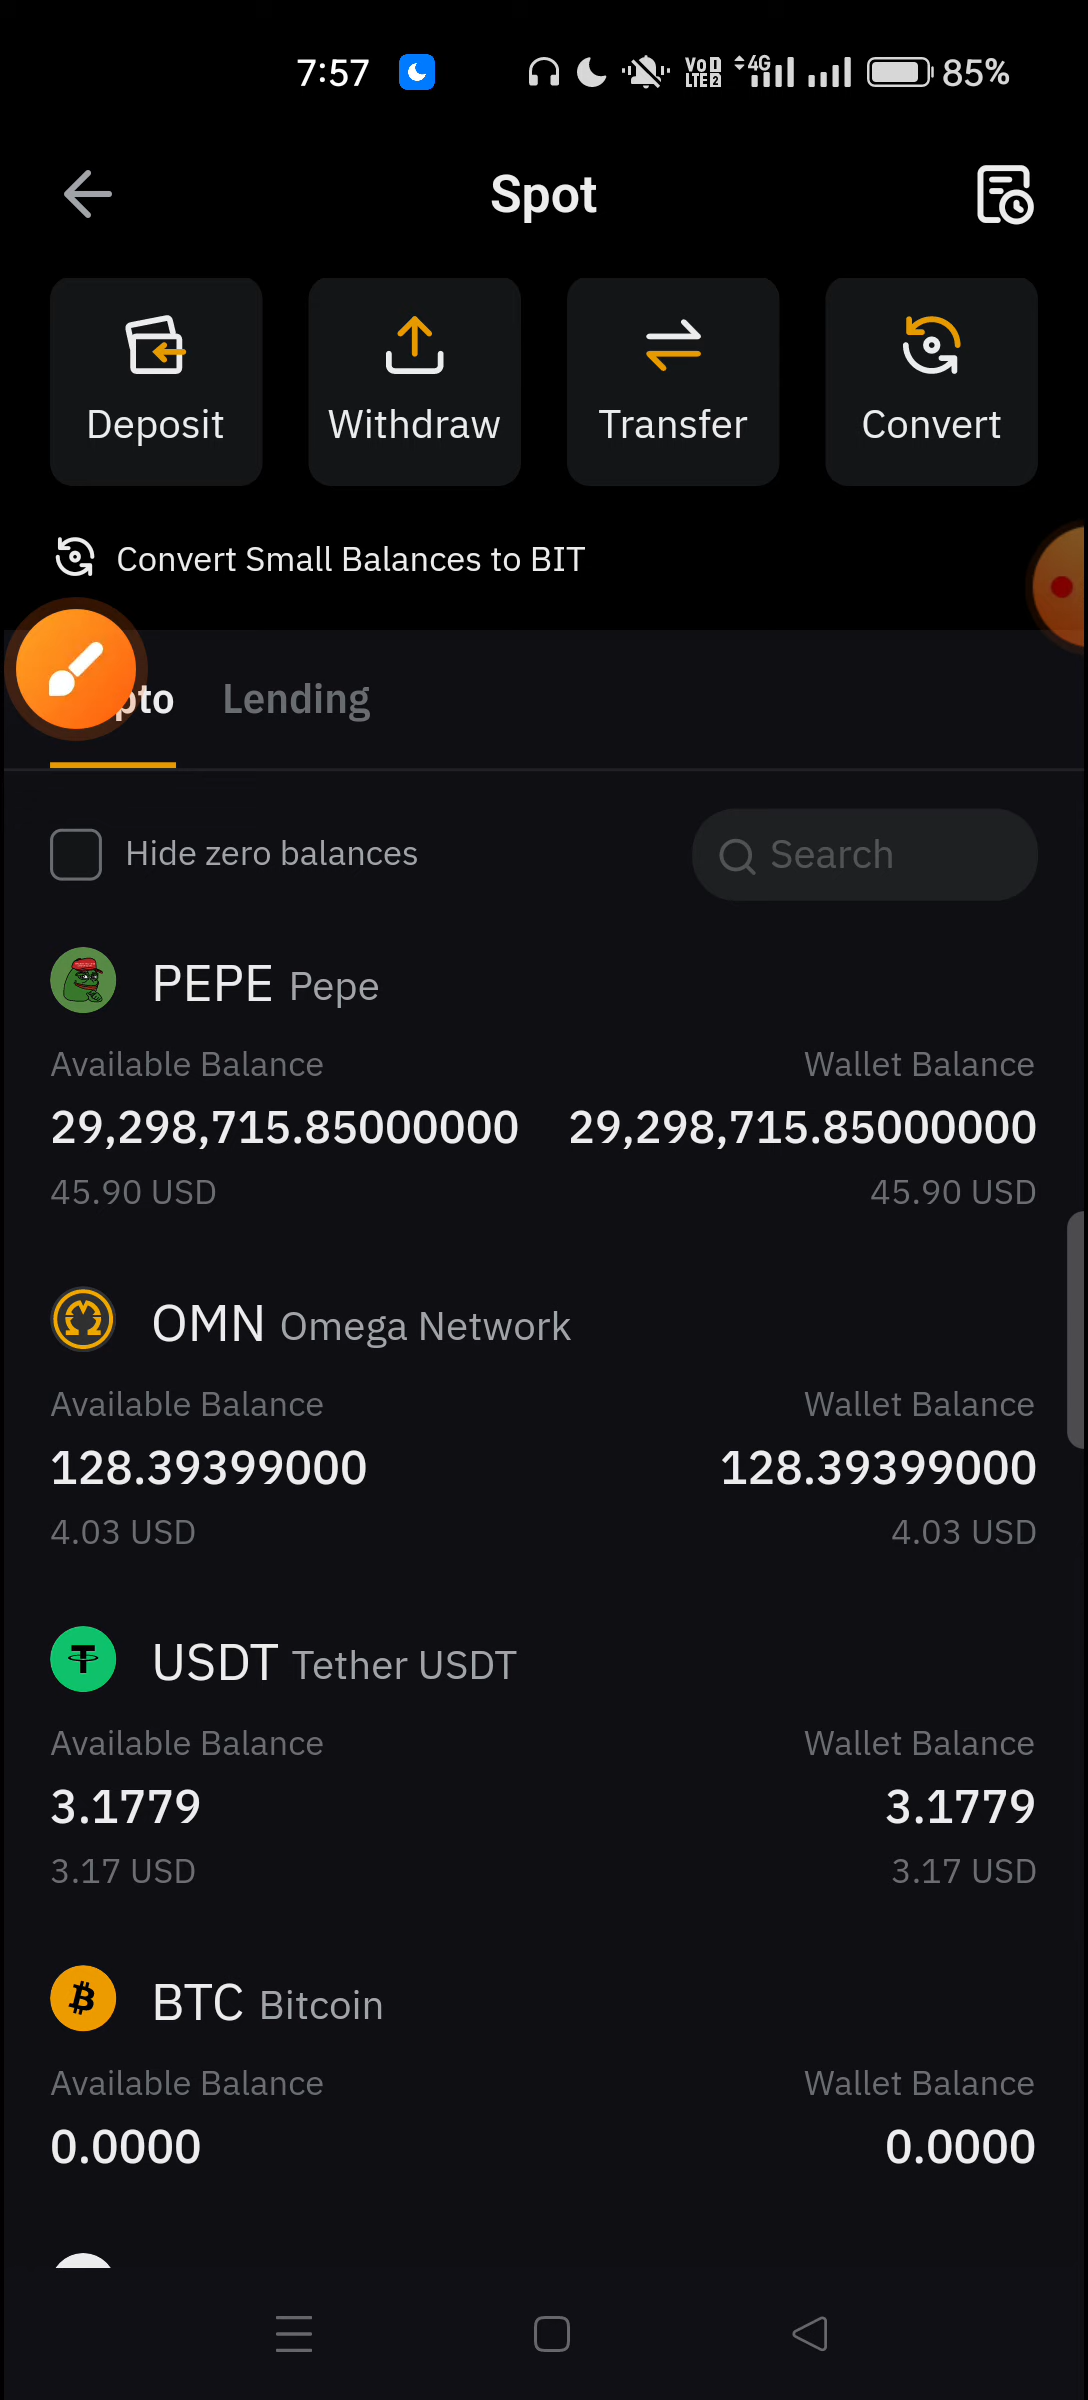 7:57 VoD LTE2 4G 85%
Spot
Deposit Withdraw Transfer Convert
Convert Small Balances to BIT
pto Lending
Hide zero balances Search
PEPE Pepe
Available Balance Wallet Balance
29,298,715.85000000 29,298,715.85000000
45.90 USD 45.90 USD
OMN Omega Network
Available Balance Wallet Balance
128.39399000 128.39399000
4.03 USD 4.03 USD
USDT Tether USDT
Available Balance Wallet Balance
3.1779 3.1779
3.17 USD 3.17 USD
BTC Bitcoin
Available Balance Wallet Balance
0.0000 0.0000